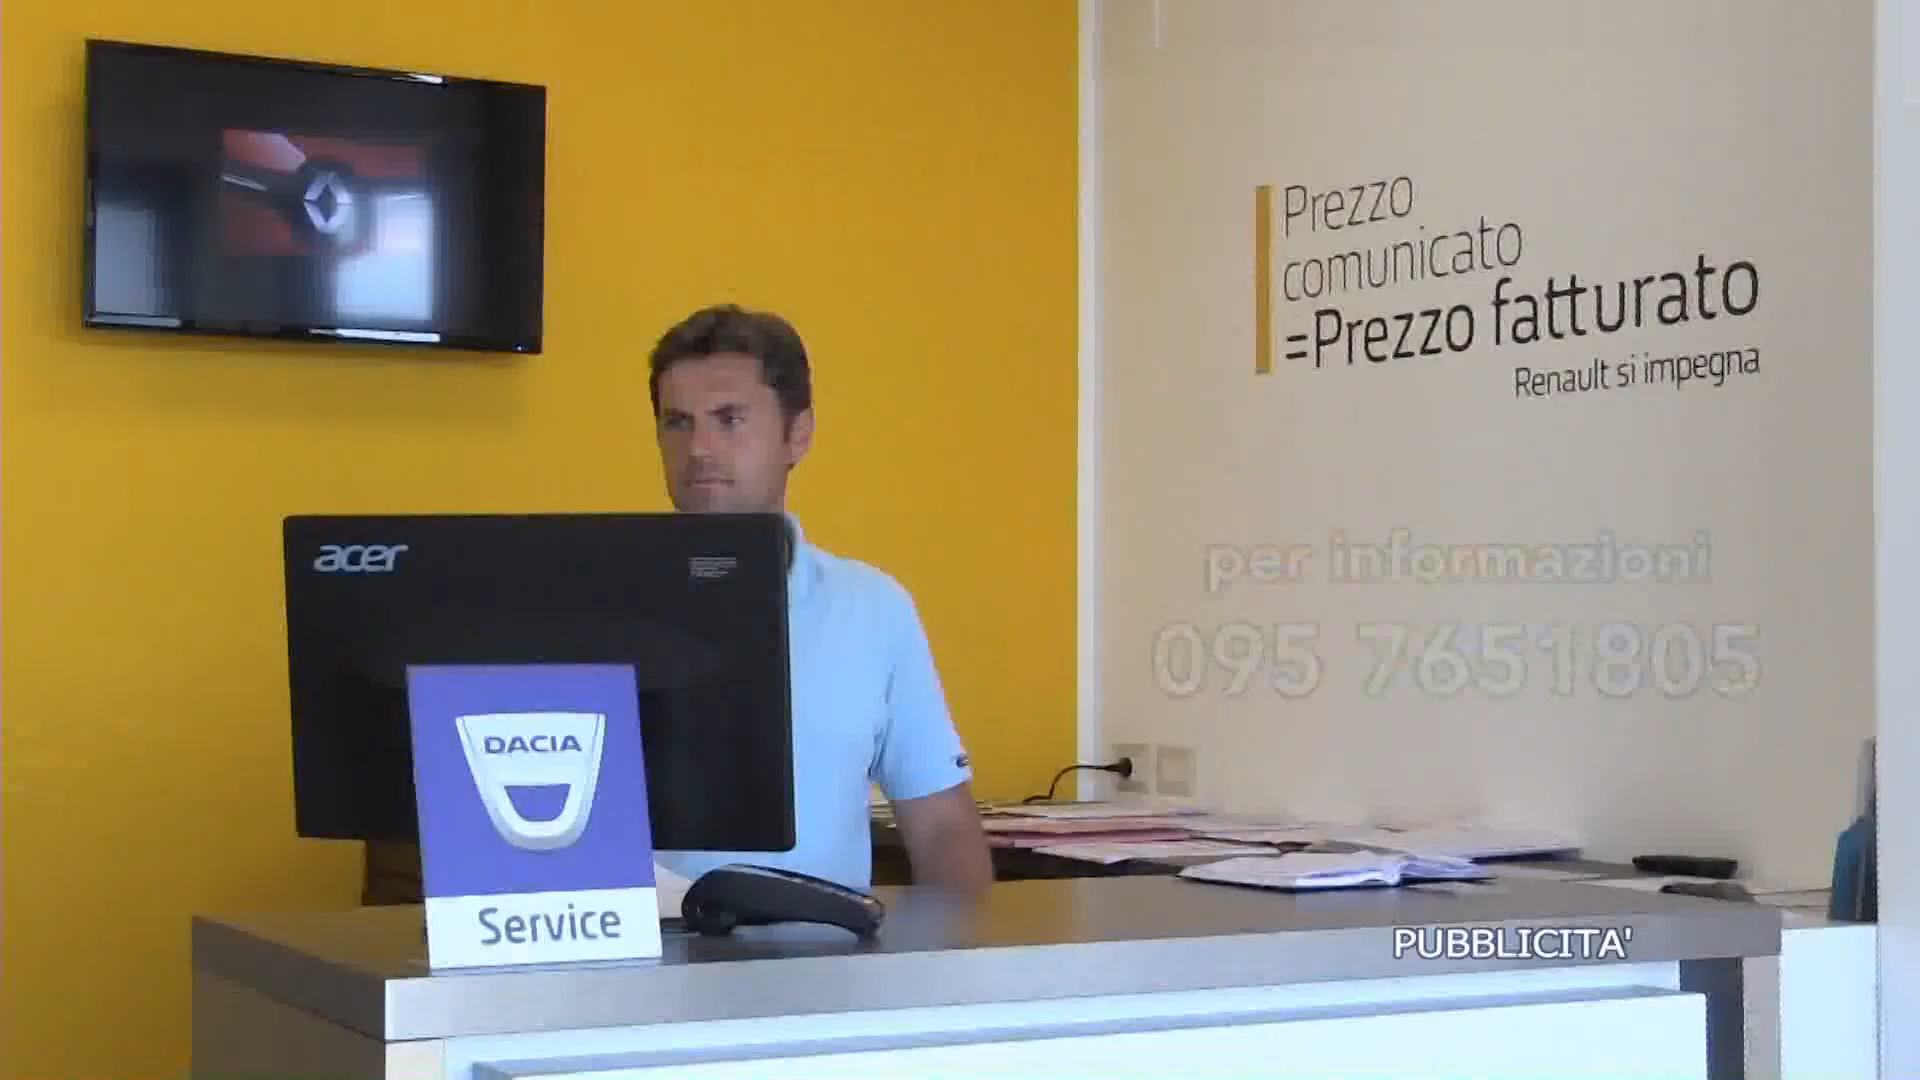 Prezzo
comunicato
=Prezzo fatturato
Renault si impegna
per informazioni
095 7651805
acer
DACIA
Service
PUBBLICITA'